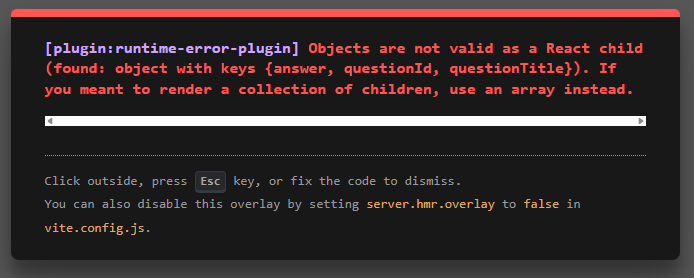 [plugin:runtime-error-plugin] Objects are not valid as a React child
(found: object with keys {answer, questionId, questionTitle}). If
you meant to render a collection of children, use an array instead.
Click outside, press Esc key, or fix the code to dismiss.
You can also disable this overlay by setting server.hmr.overlay to false in
vite.config.js.